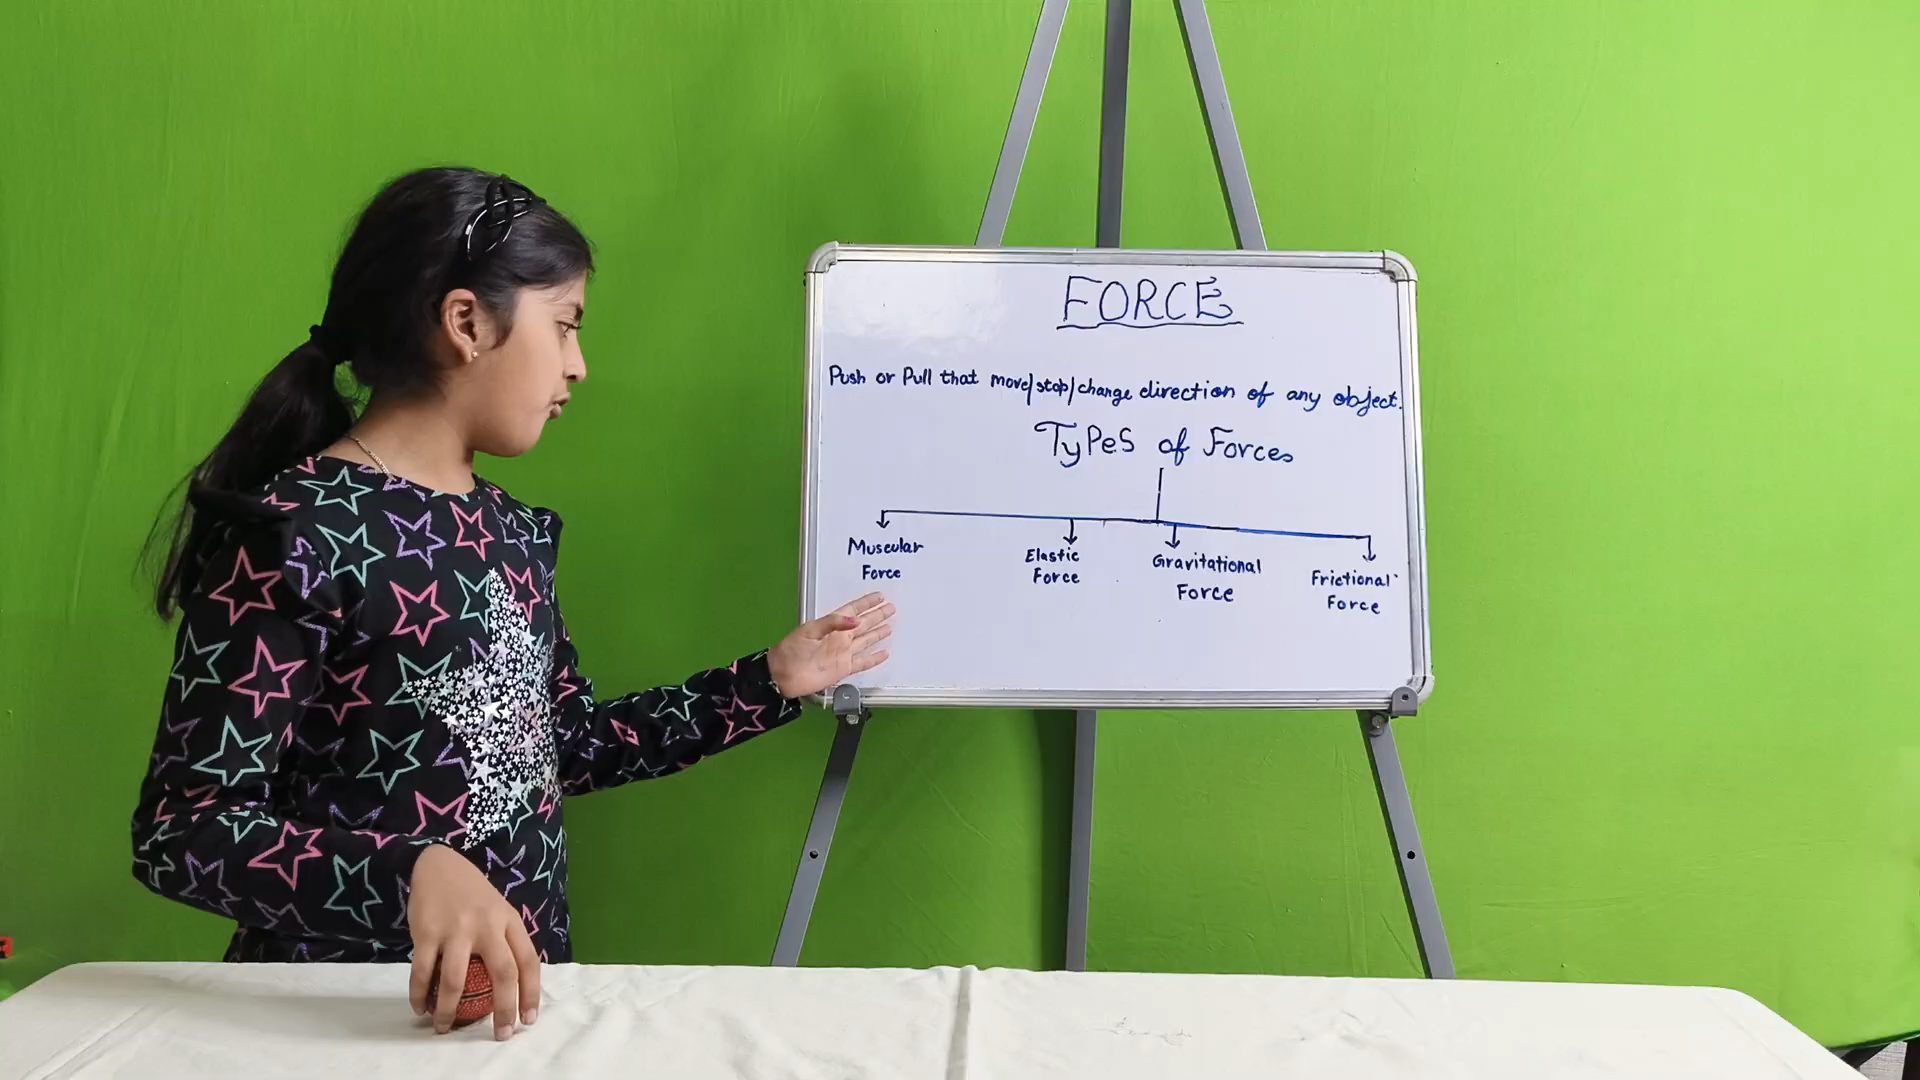 FORCE
Push or Pull that move/stop/change direction of any object.
Types of Forces
Muscular
Force
Elastic
Force
Gravitational
Force
Frictional
Force